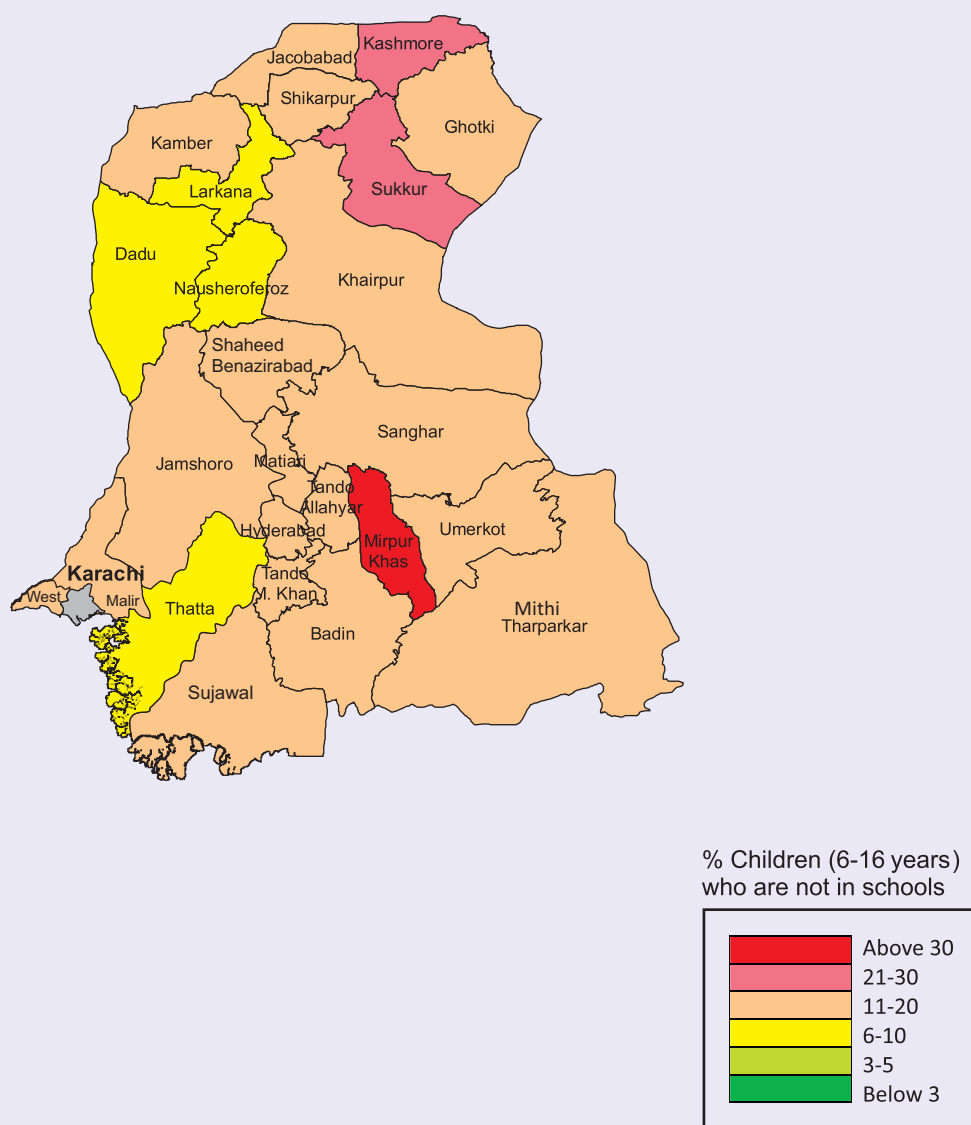 Kashmore
Jacobabad
Shikarpur
Ghotki
Kamber
Sukkur
Larkana
Dadu
Khairpur
Nausheroferoz
Shaheed
Benazirabad
Sanghar
Matiari
Jamshoro
Tando
Allahyar
Hyderabad
Umerkot
Mirpur
Khas
Karachi
West
Malir
Tando
M. Khan
Thatta
Mithi
Tharparkar
Badin
Sujawal
% Children (6-16 years)
who are not in schools
Above 30
21-30
11-20
6-10
3-5
Below 3